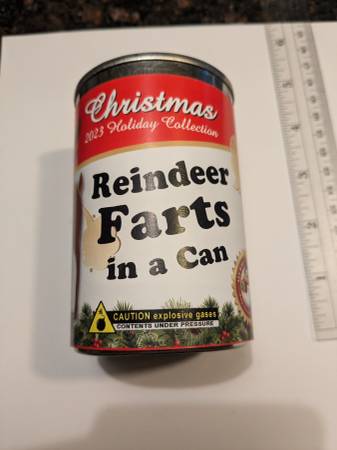 Christmas
2023 Holiday Collection
Reindeer
Farts
in a Can
CAUTION explosive gases
CONTENTS UNDER PRESSURE